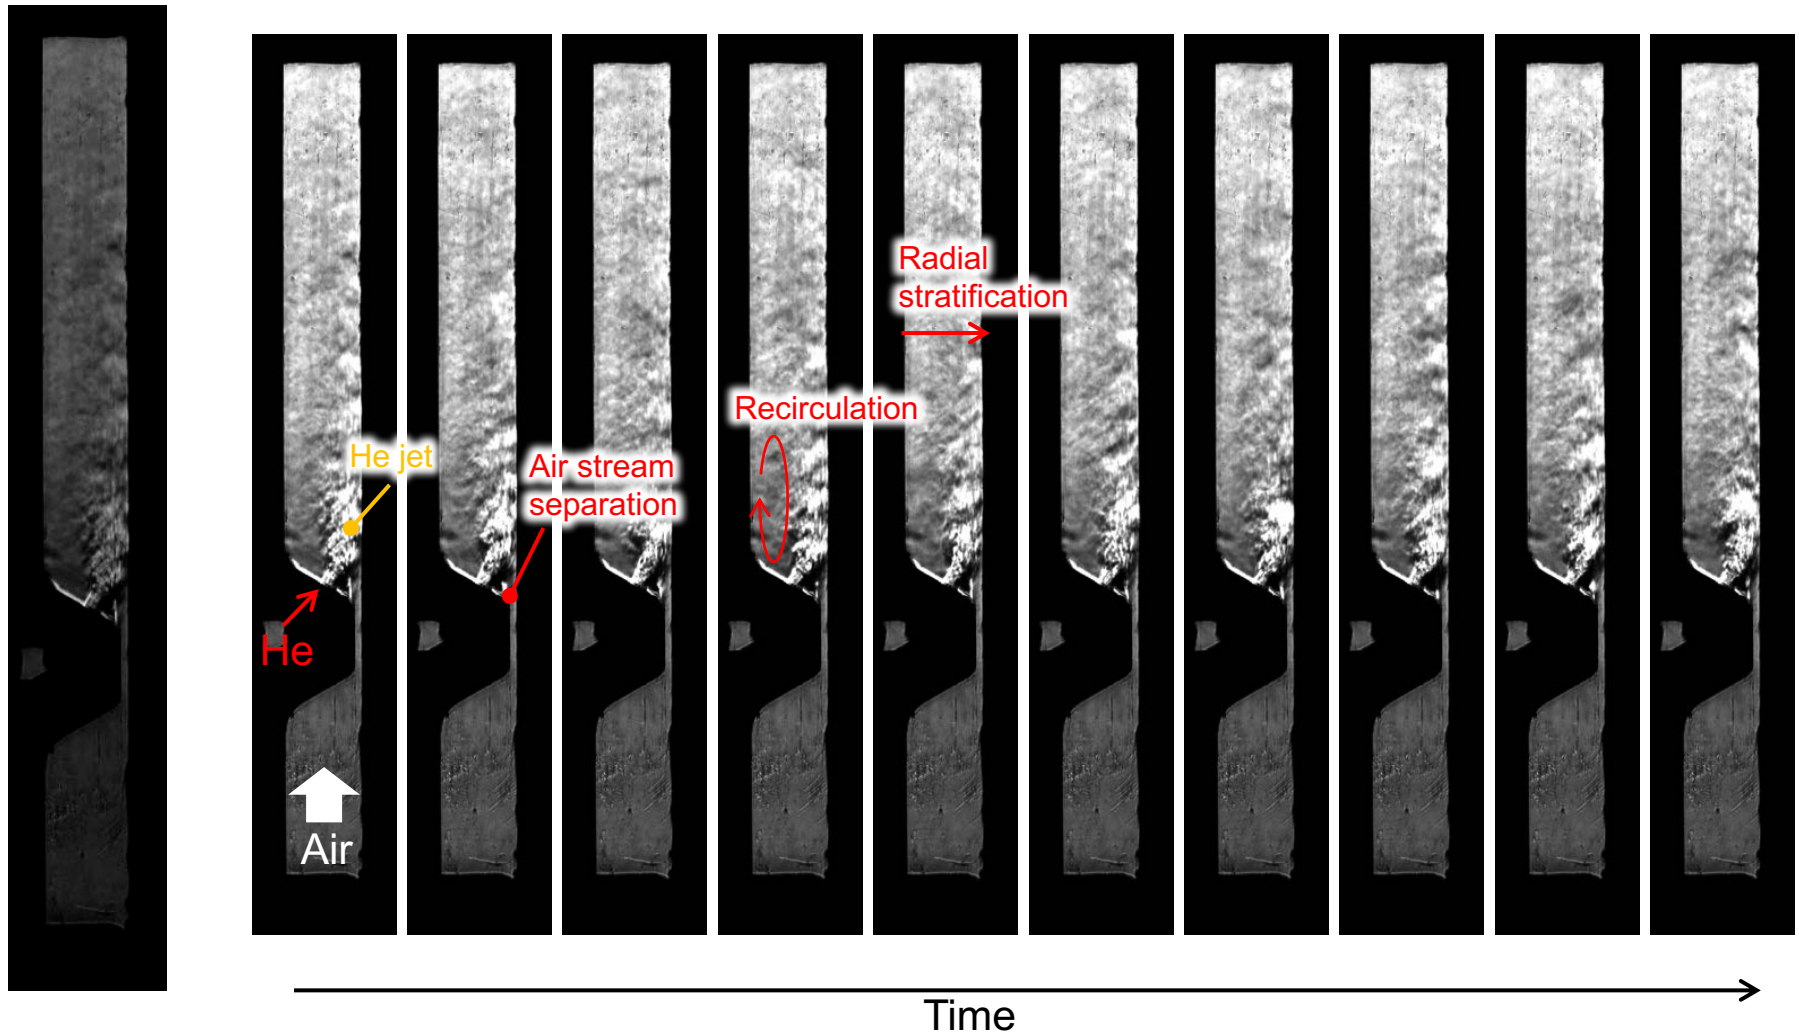 Radial
stratification
Recirculation
He jet
Air stream
separation
He
Air
Time